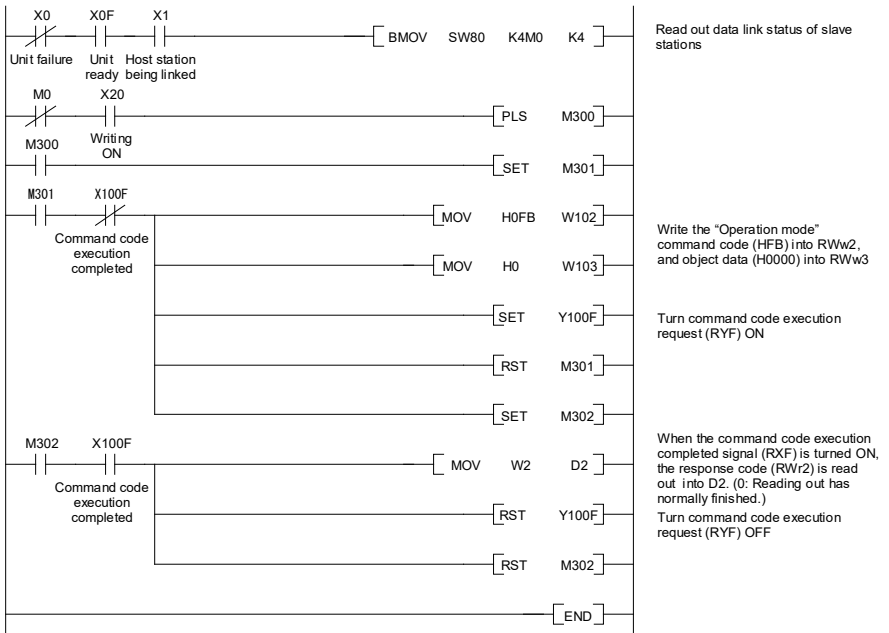 X0 X0F X1
BMOV SW80 K4M0 K4
Unit failure Unit ready Host station being linked
Read out data link status of slave
stations
M0 X20
PLS M300
Writing
ON
M300
SET M301
M301 X100F
MOV H0FB W102
Command code
execution
completed
Write the “Operation mode”
command code (HFB) into RWw2,
and object data (H0000) into RWw3
MOV H0 W103
SET Y100F
Turn command code execution
request (RYF) ON
RST M301
SET M302
M302 X100F
MOV W2 D2
Command code
execution
completed
When the command code execution
completed signal (RXF) is turned ON,
the response code (RWr2) is read
out into D2. (0: Reading out has
normally finished.)
RST Y100F
Turn command code execution
request (RYF) OFF
RST M302
END